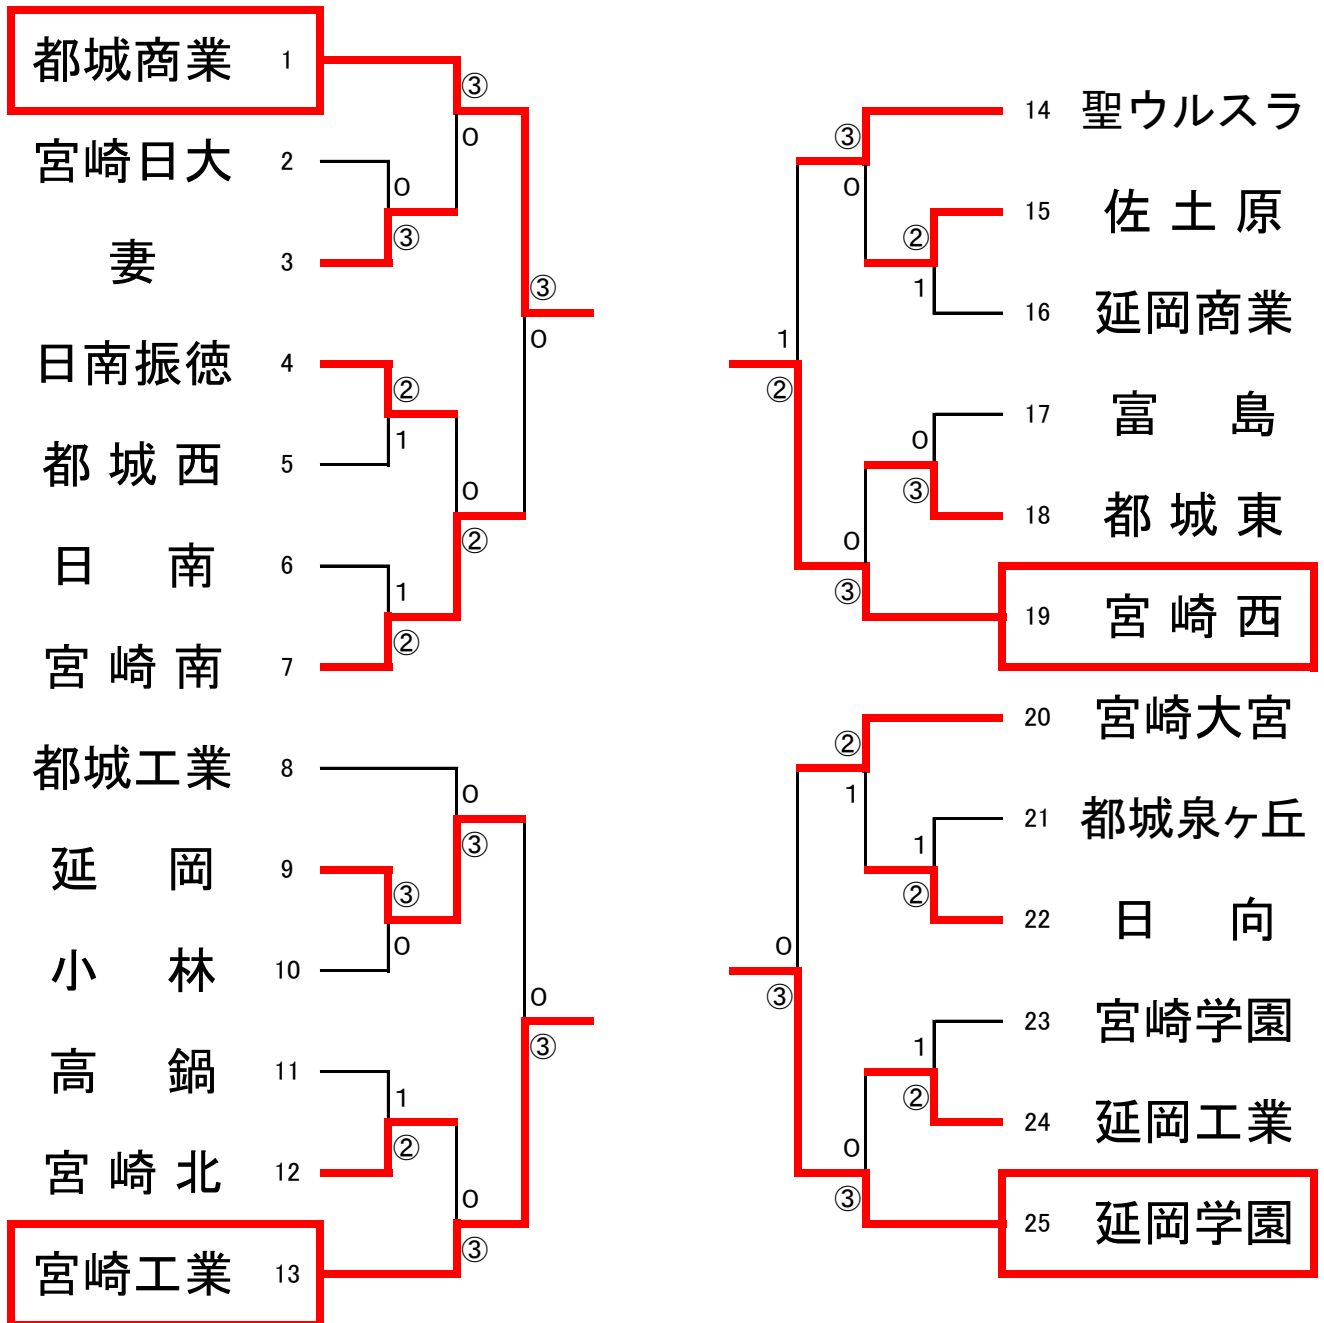 都城商業 1
③
0
宮崎日大 2
0
③
妻 3
③
0
日南振徳 4
②
1
都城西 5
0
②
日南 6
1
②
宮崎南 7
都城工業 8
0
③
延岡 9
③
0
小林 10
0
③
高鍋 11
1
②
宮崎北 12
0
③
宮崎工業 13
14 聖ウルスラ
③
0
15 佐土原
②
1
16 延岡商業
1
②
17 富島
0
③
18 都城東
0
③
19 宮崎西
20 宮崎大宮
②
1
21 都城泉ヶ丘
1
②
22 日向
0
③
23 宮崎学園
1
②
24 延岡工業
0
③
25 延岡学園